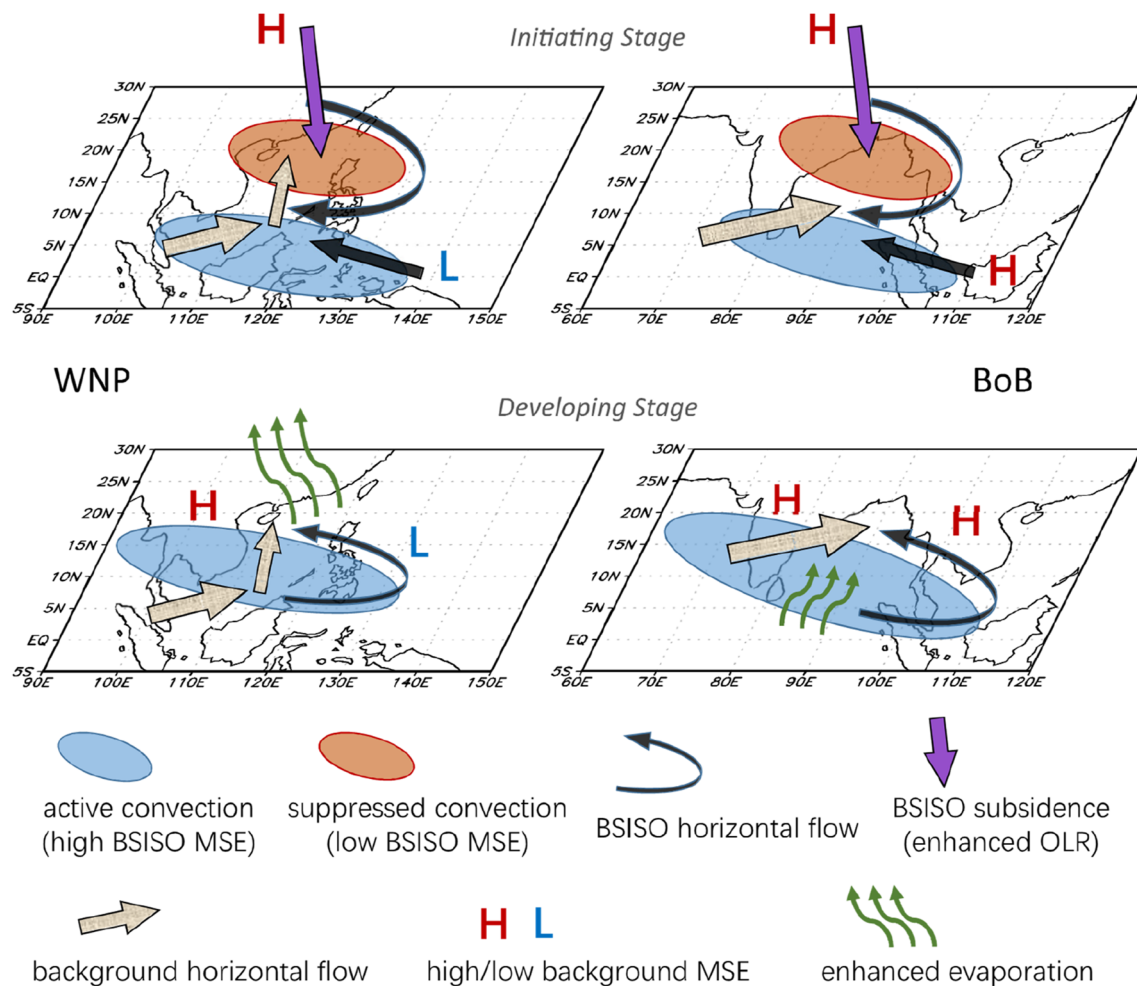 Initiating Stage
H
H
30N
25N
20N
15N
10N
5N
EQ
5S
90E
100E
110E
120E
130E
140E
150E
L
30N
25N
20N
15N
10N
5N
EQ
5S
60E
70E
80E
90E
100E
110E
120E
H
WNP
BoB
Developing Stage
30N
25N
20N
15N
10N
5N
EQ
5S
90E
100E
110E
120E
130E
140E
150E
H
L
30N
25N
20N
15N
10N
5N
EQ
5S
60E
70E
80E
90E
100E
110E
120E
H
H
active convection
(high BSISO MSE)
suppressed convection
(low BSISO MSE)
BSISO horizontal flow
BSISO subsidence
(enhanced OLR)
background horizontal flow
H L
high/low background MSE
enhanced evaporation